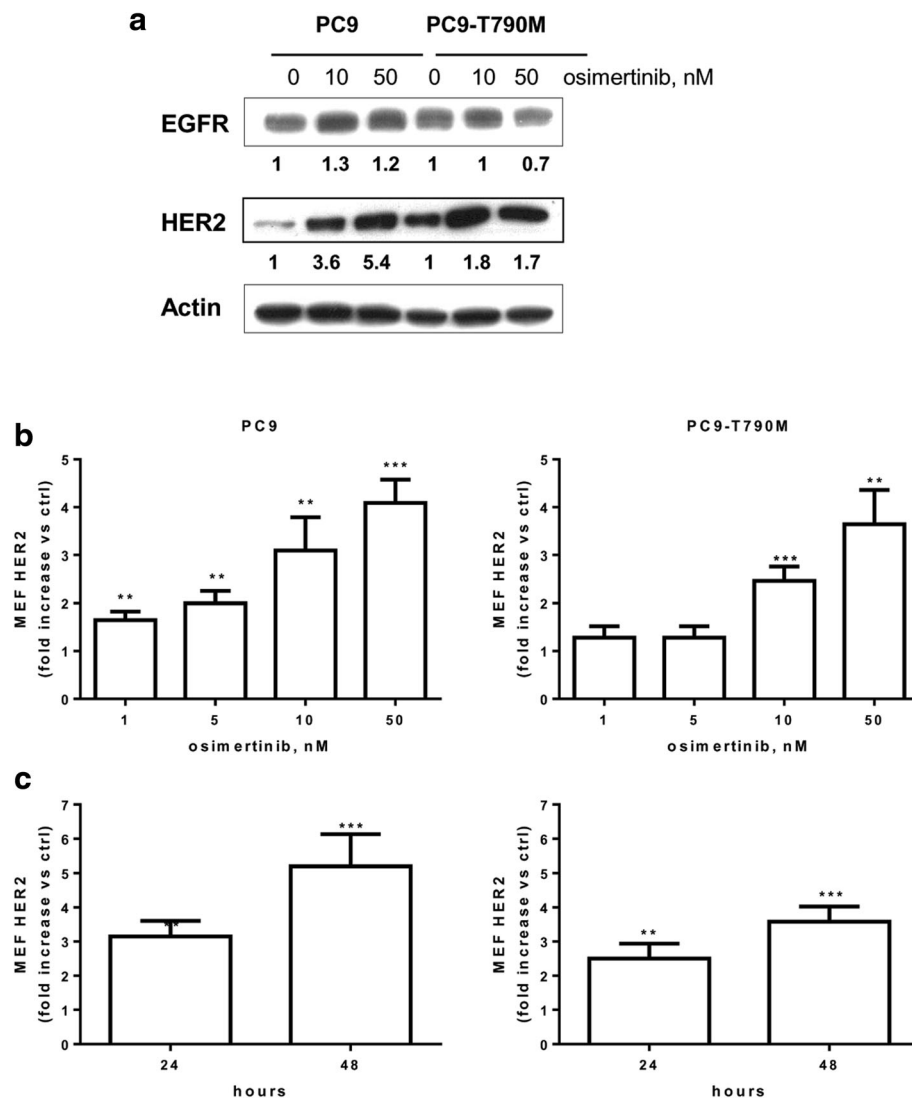 a
PC9 PC9-T790M
0 10 50 0 10 50 osimertinib, nM
EGFR
1 1.3 1.2 1 1 0.7
HER2
1 3.6 5.4 1 1.8 1.7
Actin
b
PC9
MEF HER2
(fold increase vs ctrl)
5
4
3
2
1
0
** ** ** ***
1 5 10 50
osimertinib, nM
PC9-T790M
MEF HER2
(fold increase vs ctrl)
5
4
3
2
1
0
*** **
1 5 10 50
osimertinib, nM
c
MEF HER2
(fold increase vs ctrl)
7
6
5
4
3
2
1
0
** ***
24 48
hours
MEF HER2
(fold increase vs ctrl)
7
6
5
4
3
2
1
0
** ***
24 48
hours